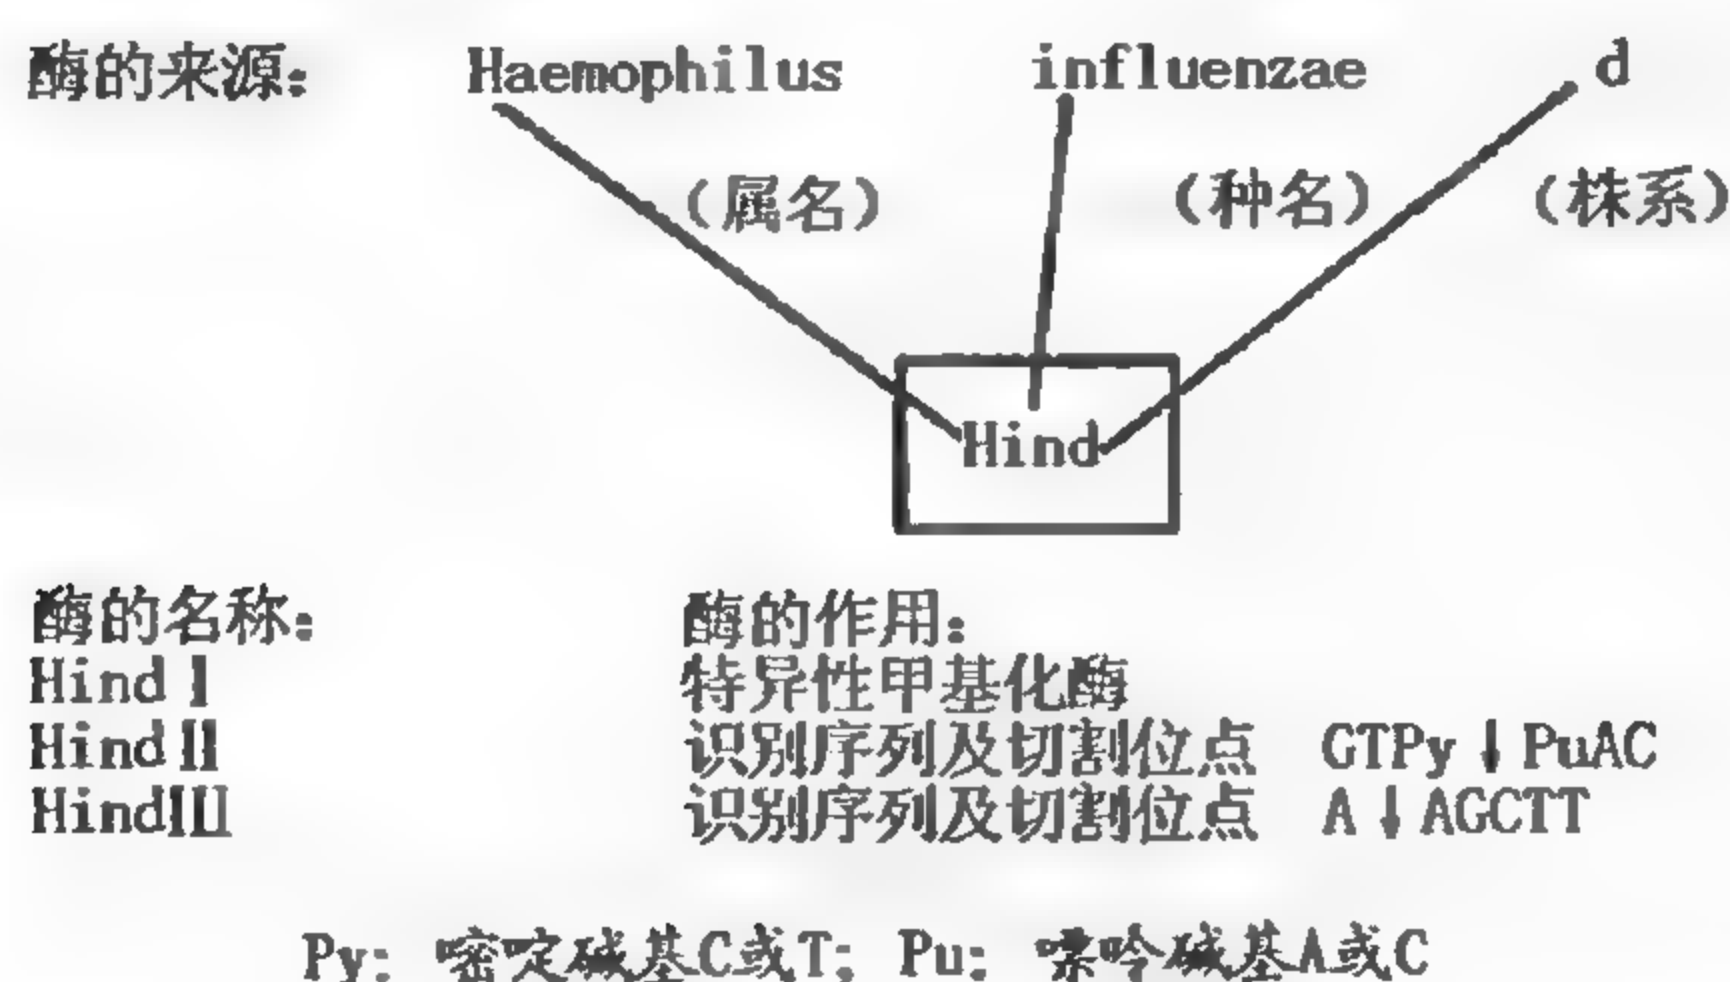 酶的来源: Haemophilus influenzae d
(属名) (种名) (株系)
Hind
酶的名称: 酶的作用:
Hind I 特异性甲基化酶
Hind II 识别序列及切割位点 GTPy↓PuAC
HindIII 识别序列及切割位点 A↓AGCTT
Py: 嘧啶碱基C或T; Pu: 嘌呤碱基A或C